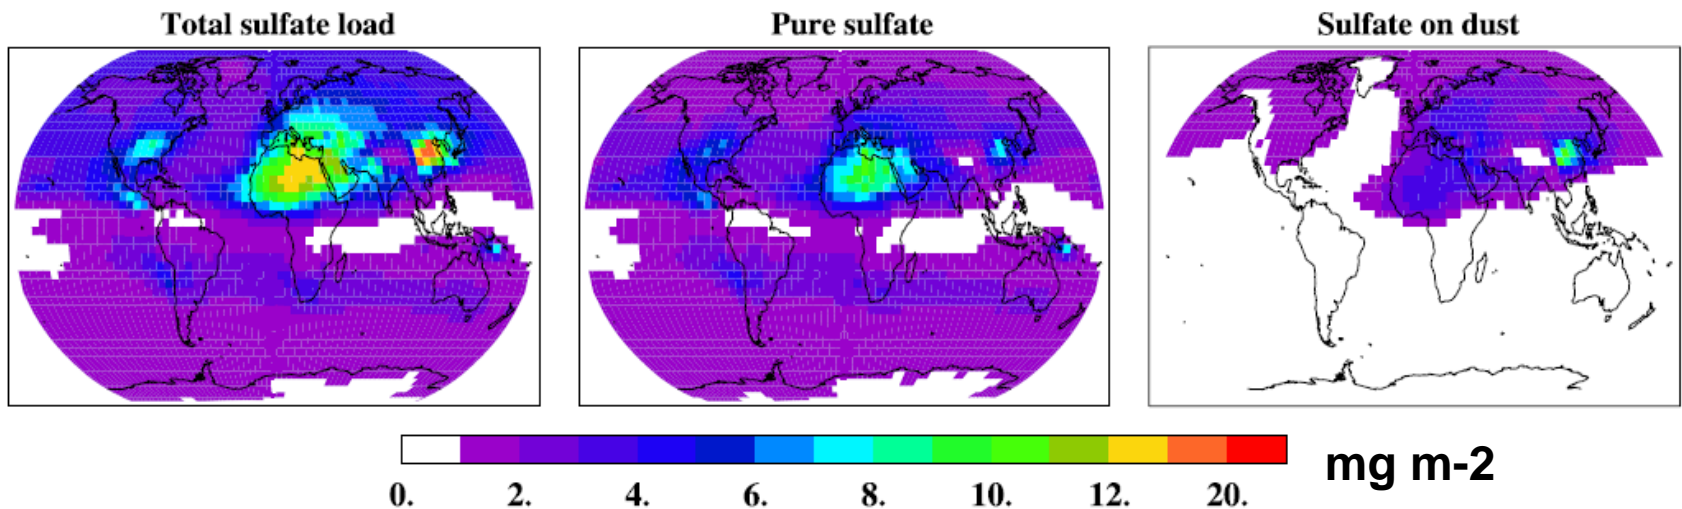 Total sulfate load
Pure sulfate
Sulfate on dust
0. 2. 4. 6. 8. 10. 12. 20.
mg m-2